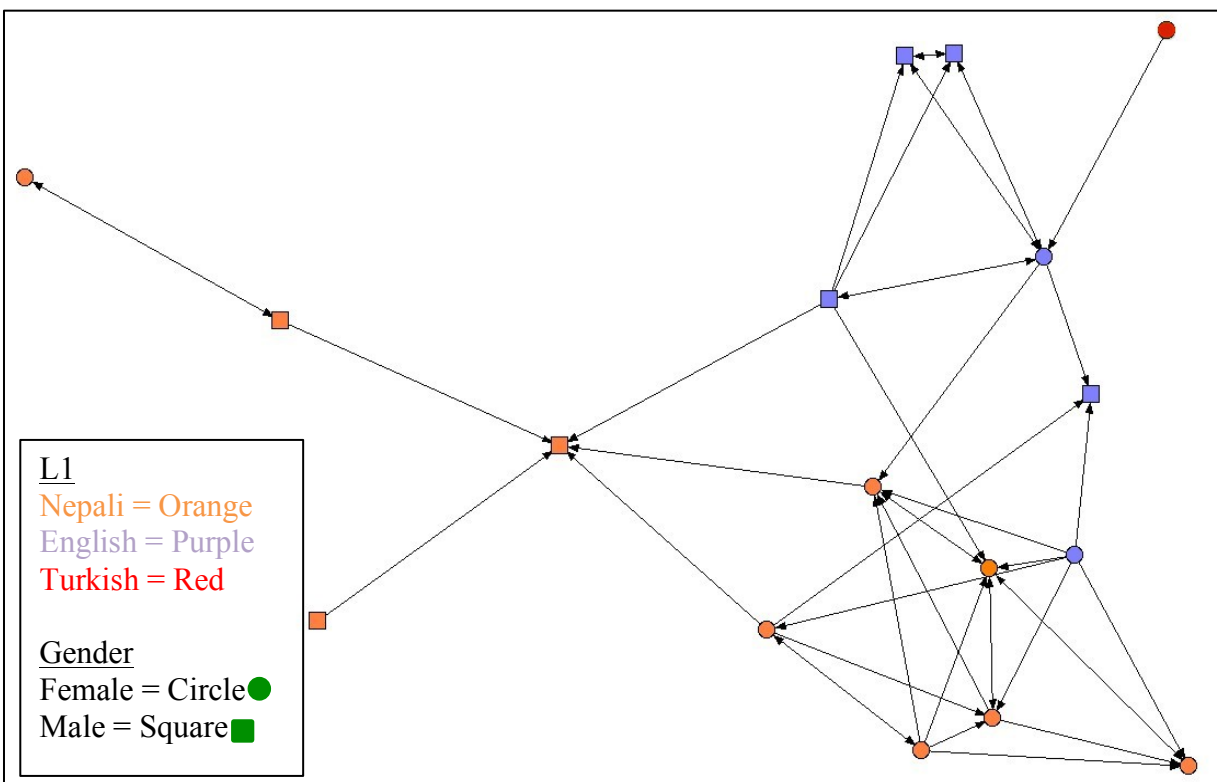 L1
Nepali = Orange
English = Purple
Turkish = Red
Gender
Female = Circle
Male = Square